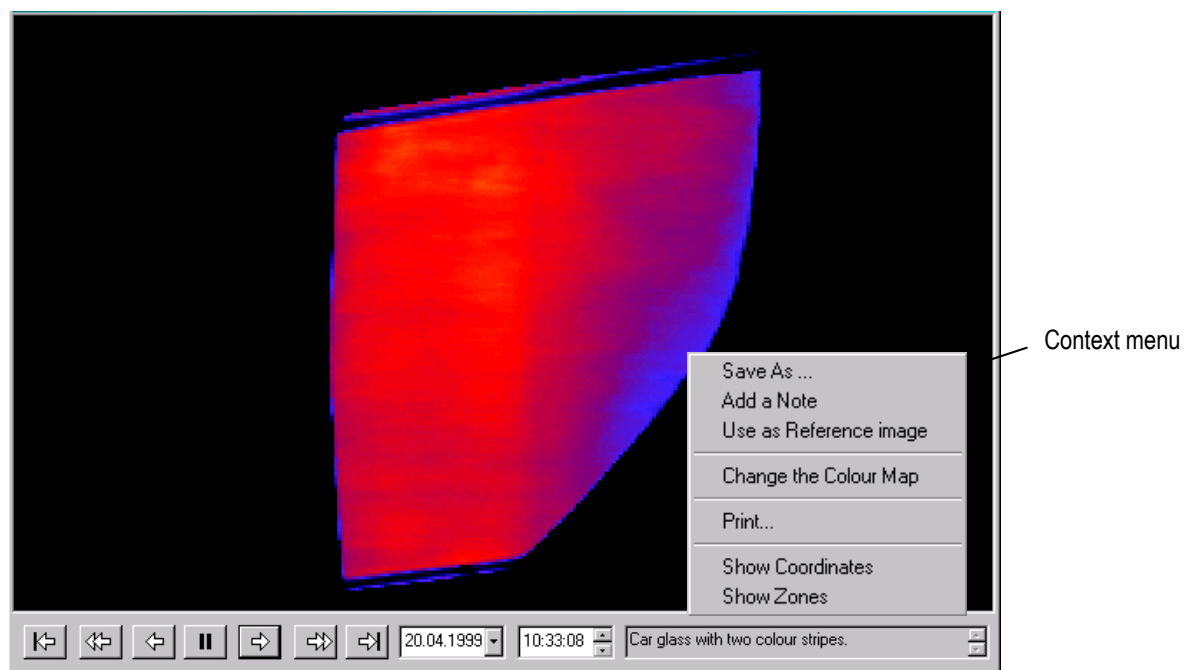 Context menu
Save As ...
Add a Note
Use as Reference image
Change the Colour Map
Print...
Show Coordinates
Show Zones
20.04.1999
10:33:08
Car glass with two colour stripes.